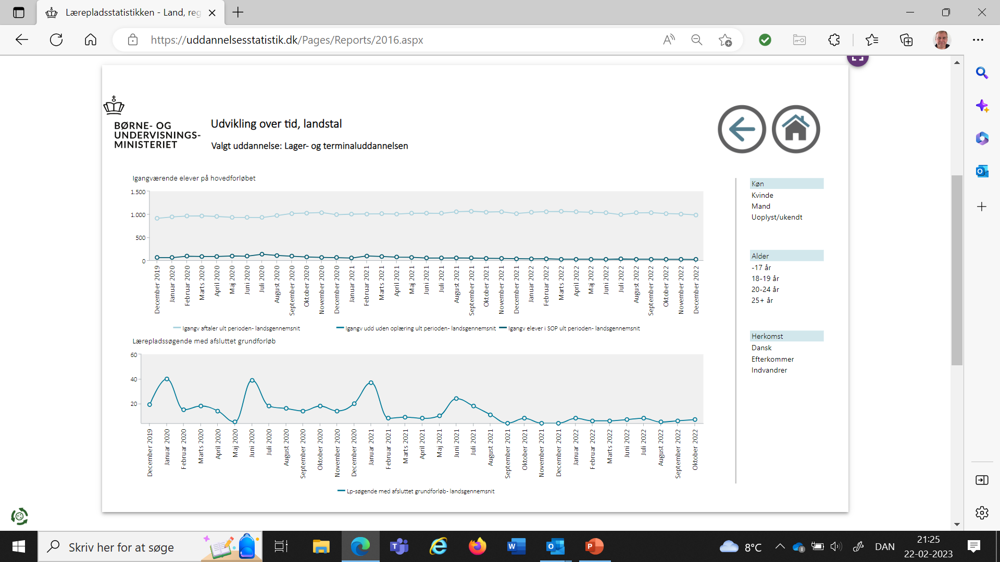 Lærepladsstatistikken - Land, reg
https://uddannelsesstatistik.dk/Pages/Reports/2016.aspx
BØRNE- OG
UNDERVISNINGS-
MINISTERIET
Udvikling over tid, landstal
Valgt uddannelse: Lager- og terminaluddannelsen
Igangværende elever på hovedforløbet
1.500
1.000
500
0
December 2019
Januar 2020
Februar 2020
Marts 2020
April 2020
Maj 2020
Juni 2020
Juli 2020
August 2020
September 2020
Oktober 2020
November 2020
December 2020
Januar 2021
Februar 2021
Marts 2021
April 2021
Maj 2021
Juni 2021
Juli 2021
August 2021
September 2021
Oktober 2021
November 2021
December 2021
Januar 2022
Februar 2022
Marts 2022
April 2022
Maj 2022
Juni 2022
Juli 2022
August 2022
September 2022
Oktober 2022
November 2022
December 2022
Igangv aftaler ult perioden- landsgennemsnit
Igangv udd uden oplæring ult perioden- landsgennemsnit
Igangv elever i SOP ult perioden- landsgennemsnit
Lærepladssøgende med afsluttet grundforløb
60
40
20
December 2019
Januar 2020
Februar 2020
Marts 2020
April 2020
Maj 2020
Juni 2020
Juli 2020
August 2020
September 2020
Oktober 2020
November 2020
December 2020
Januar 2021
Februar 2021
Marts 2021
April 2021
Maj 2021
Juni 2021
Juli 2021
August 2021
September 2021
Oktober 2021
November 2021
December 2021
Januar 2022
Februar 2022
Marts 2022
Juni 2022
Juli 2022
August 2022
September 2022
Oktober 2022
Lp-søgende med afsluttet grundforløb- landsgennemsnit
Køn
Kvinde
Mand
Uoplyst/ukendt
Alder
-17 år
18-19 år
20-24 år
25+ år
Herkomst
Dansk
Efterkommer
Indvandrer
Skriv her for at søge
8°C
DAN
21:25
22-02-2023